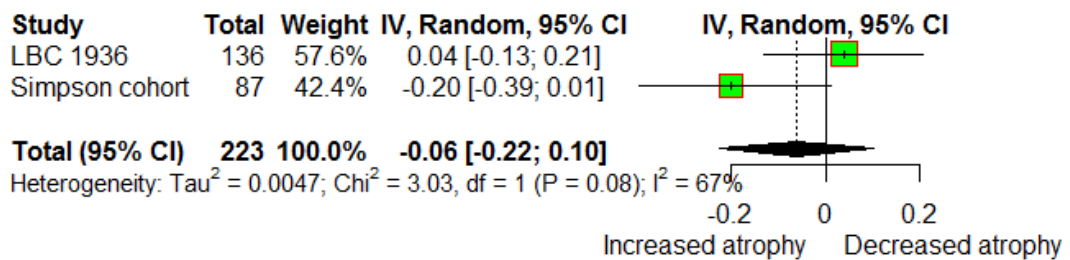 Study Total Weight IV, Random, 95% CI IV, Random, 95% CI
LBC 1936 136 57.6% 0.04 [-0.13; 0.21]
Simpson cohort 87 42.4% -0.20 [-0.39; 0.01]
Total (95% CI) 223 100.0% -0.06 [-0.22; 0.10]
Heterogeneity: Tau² = 0.0047; Chi² = 3.03, df = 1 (P = 0.08); I² = 67%
-0.2 0 0.2
Increased atrophy Decreased atrophy